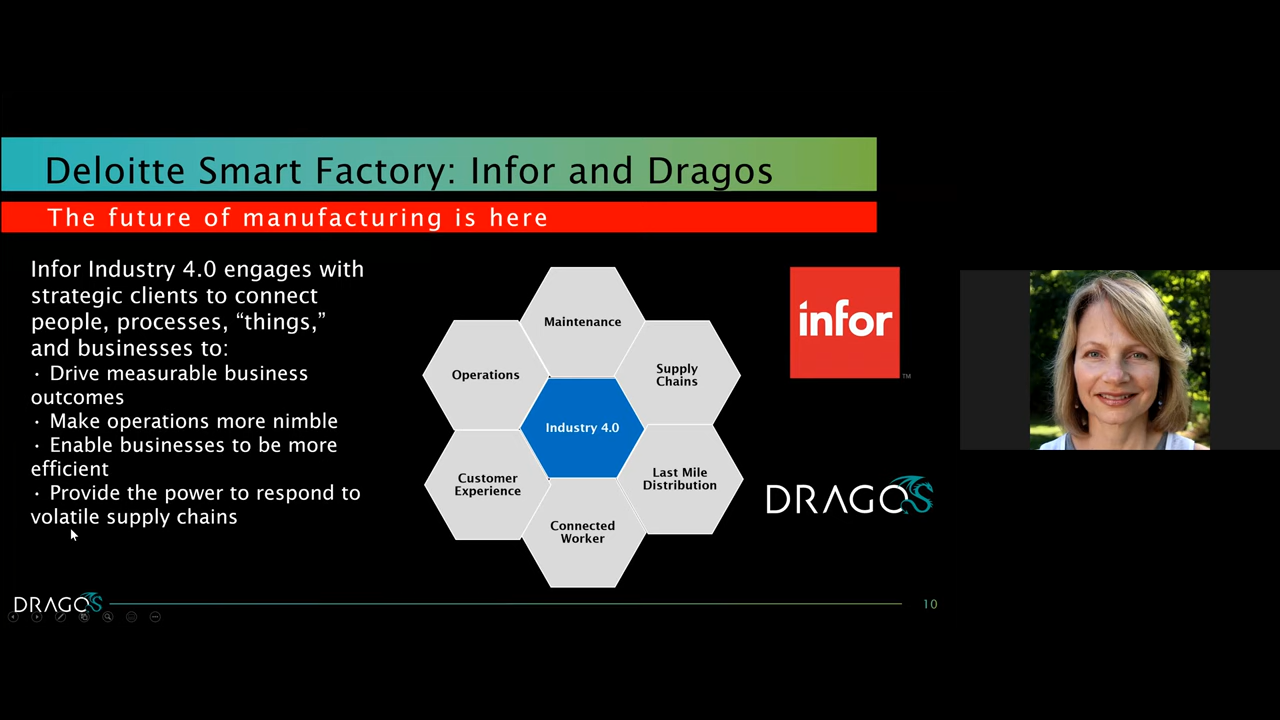 Deloitte Smart Factory: Infor and Dragos
The future of manufacturing is here
Infor Industry 4.0 engages with
strategic clients to connect
people, processes, “things,”
and businesses to:
· Drive measurable business
outcomes
· Make operations more nimble
· Enable businesses to be more
efficient
· Provide the power to respond to
volatile supply chains
Maintenance
Operations
Supply
Chains
Industry 4.0
Customer
Experience
Last Mile
Distribution
Connected
Worker
infor
TM
DRAGOS
DRAGOS
10